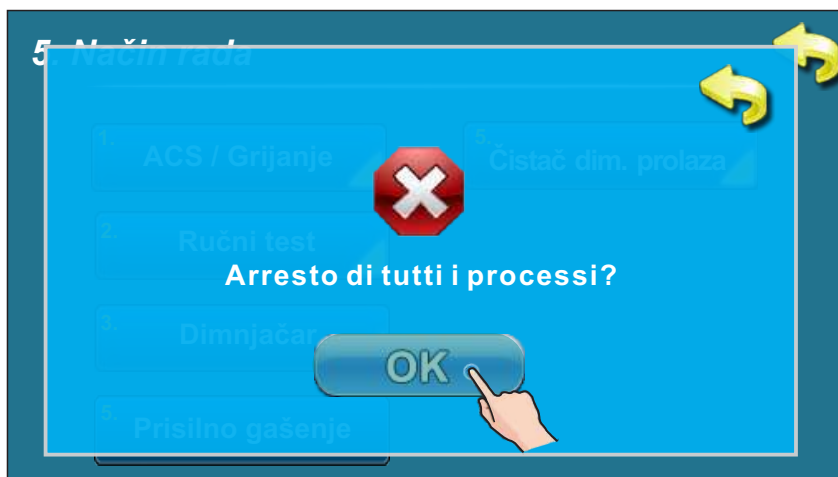 5. Način rada
1.
ACS / Grijanje
5.
Čistač dim. prolaza
2.
Ručni test
Arresto di tutti i processi?
3.
Dimnjačar
OK
5.
Prisilno gašenje